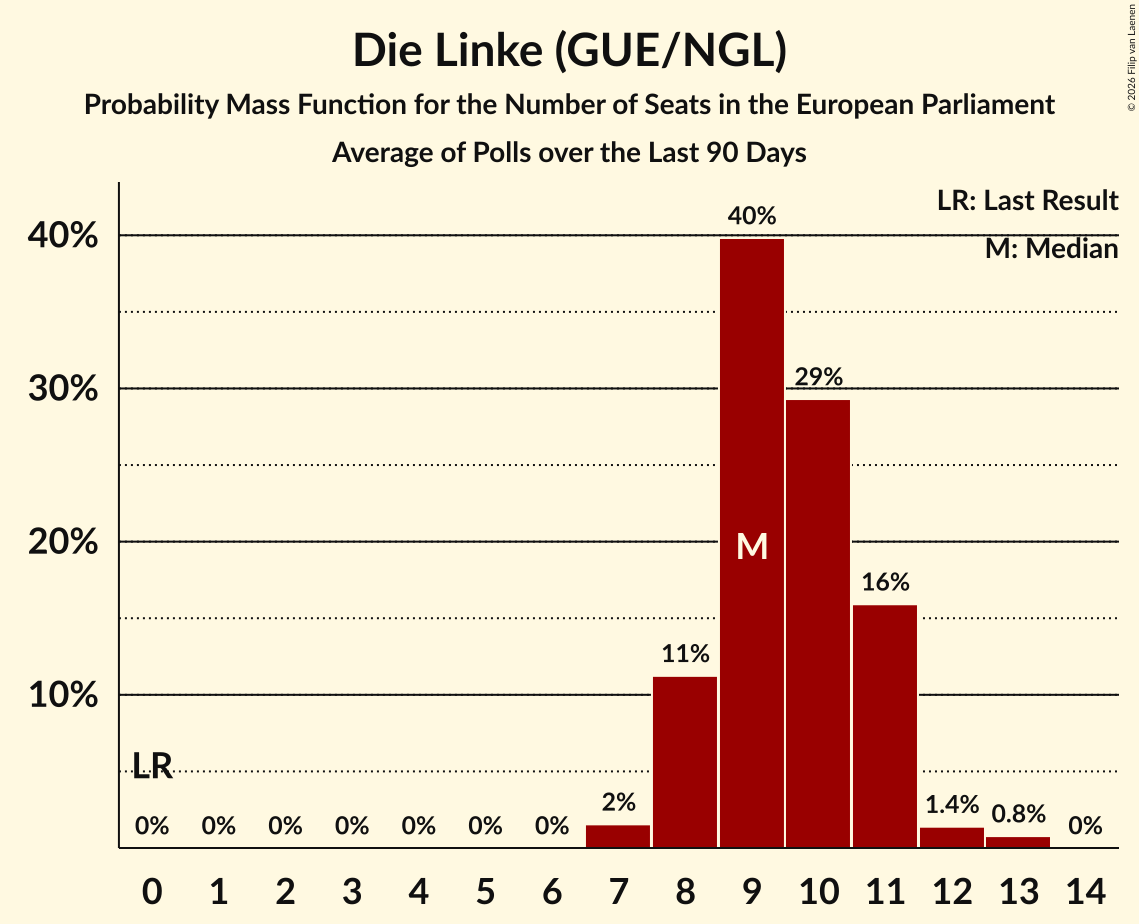 Die Linke (GUE/NGL)
Probability Mass Function for the Number of Seats in the European Parliament
Average of Polls over the Last 90 Days
© 2026 Filip van Laenen
LR: Last Result
M: Median
40%
30%
20%
10%
40%
29%
16%
11%
2%
1.4%
0.8%
0%
M
LR
0% 0% 0% 0% 0% 0% 0%
0 1 2 3 4 5 6 7 8 9 10 11 12 13 14